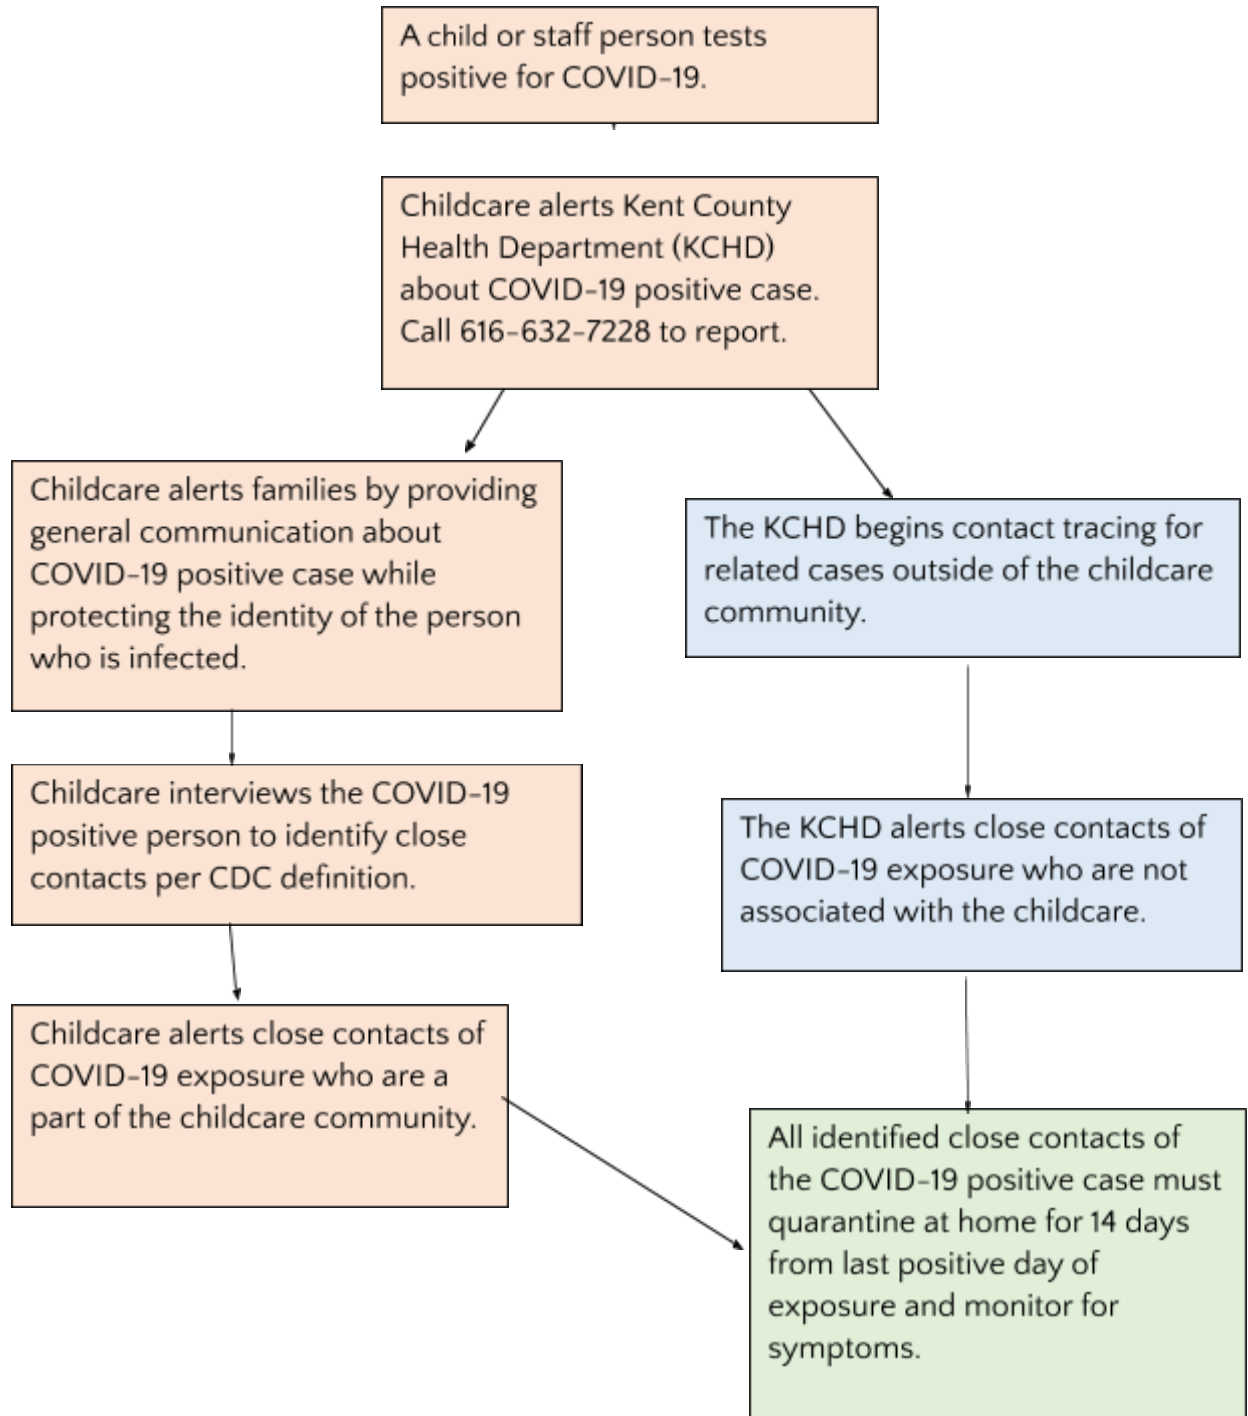 A child or staff person tests
positive for COVID-19.
Childcare alerts Kent County
Health Department (KCHD)
about COVID-19 positive case.
Call 616-632-7228 to report.
Childcare alerts families by providing
general communication about
COVID-19 positive case while
protecting the identity of the person
who is infected.
The KCHD begins contact tracing for
related cases outside of the childcare
community.
Childcare interviews the COVID-19
positive person to identify close
contacts per CDC definition.
The KCHD alerts close contacts of
COVID-19 exposure who are not
associated with the childcare.
Childcare alerts close contacts of
COVID-19 exposure who are a
part of the childcare community.
All identified close contacts of
the COVID-19 positive case must
quarantine at home for 14 days
from last positive day of
exposure and monitor for
symptoms.